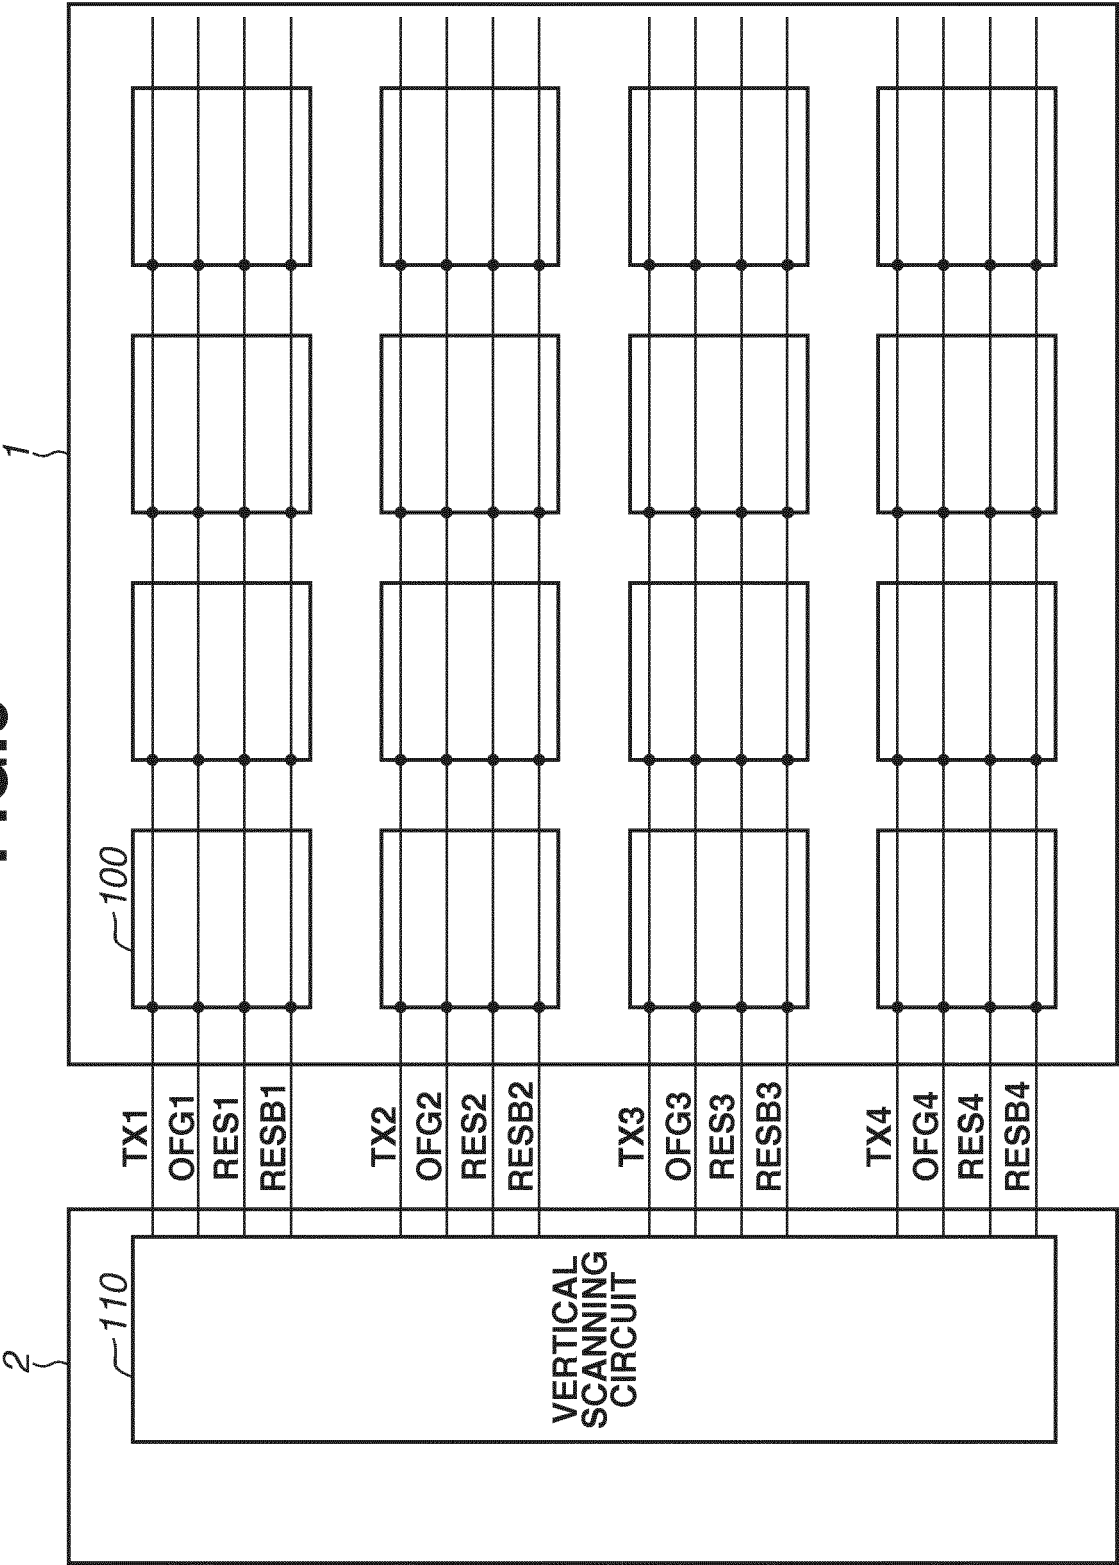 1
100
TX1
OFG1
RES1
RESB1
TX2
OFG2
RES2
RESB2
TX3
OFG3
RES3
RESB3
TX4
OFG4
RES4
RESB4
2
110
VERTICAL
SCANNING
CIRCUIT